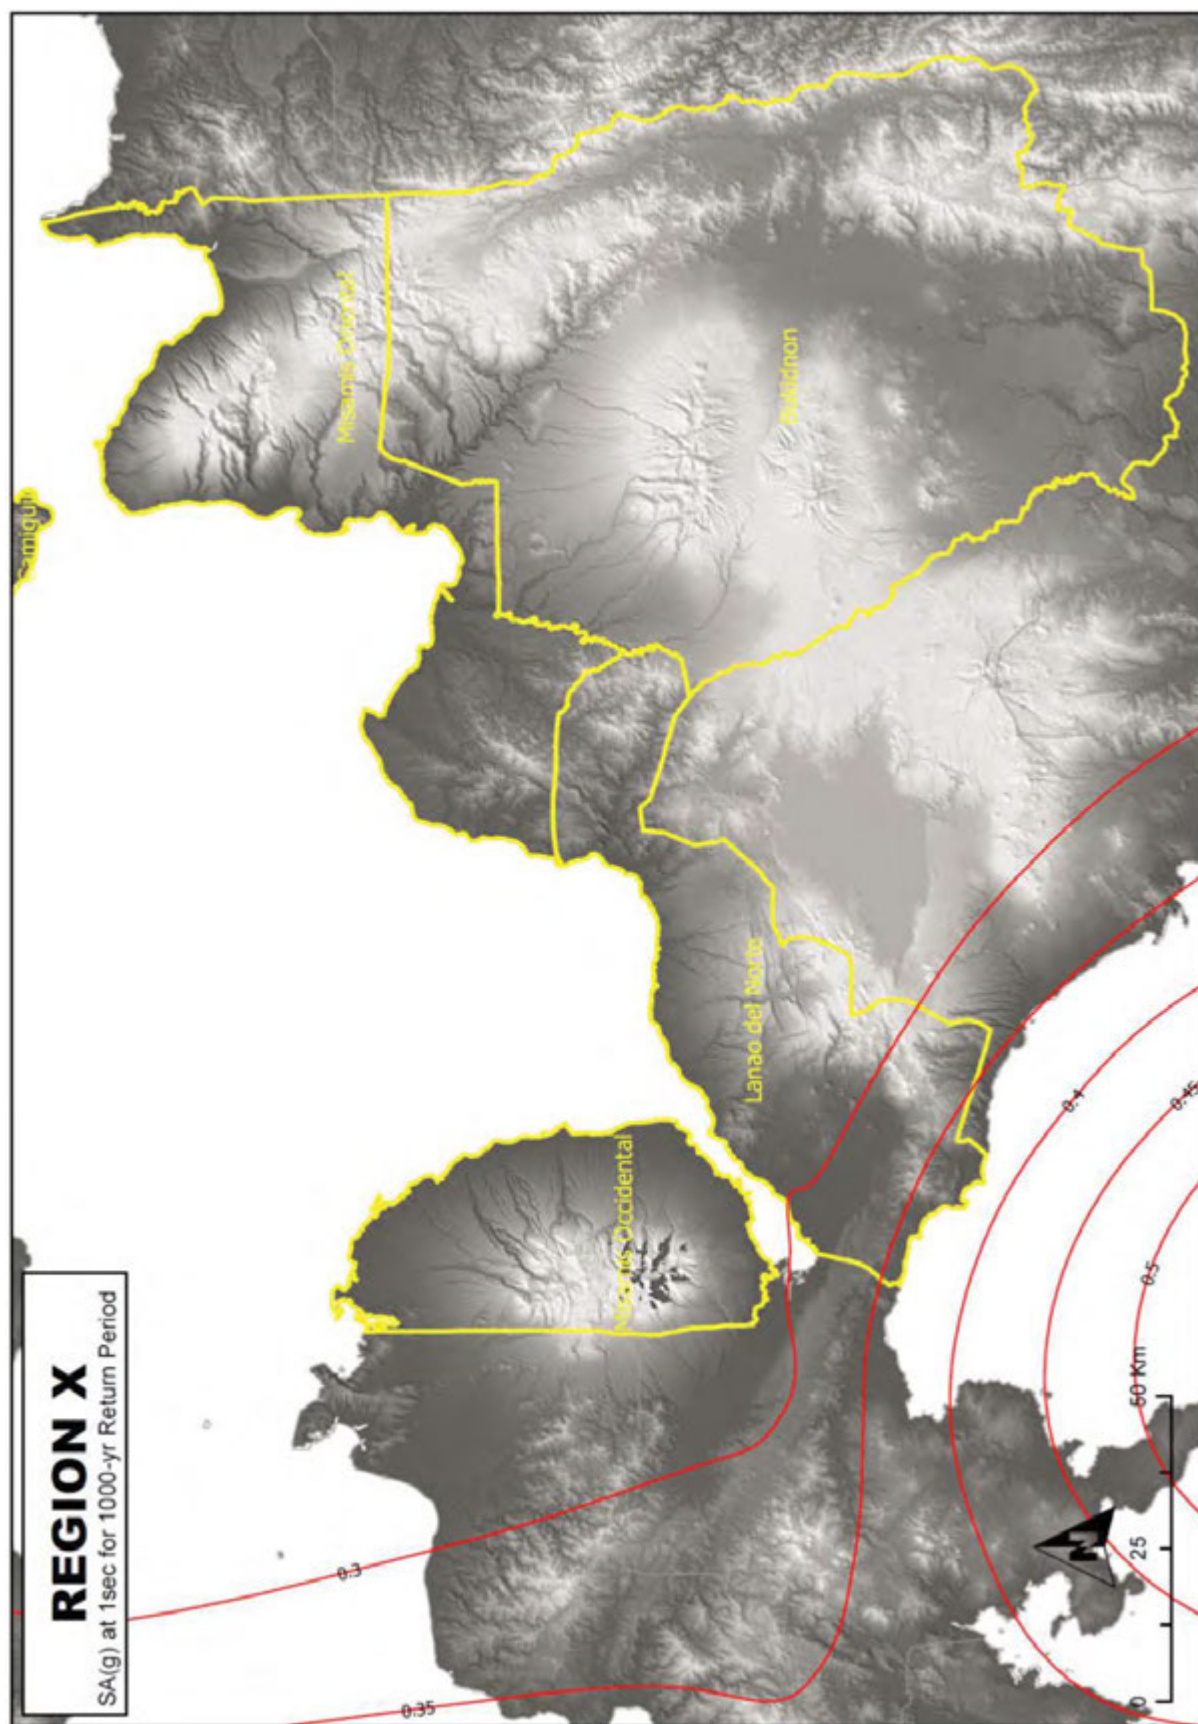 REGION X
SA(g) at 1sec for 1000-yr Return Period
Camiguin
Misamis Oriental
Bukidnon
Lanao del Norte
Misamis Occidental
0.3
0.35
0.4
0.45
0.5
N
0
25
50 Km